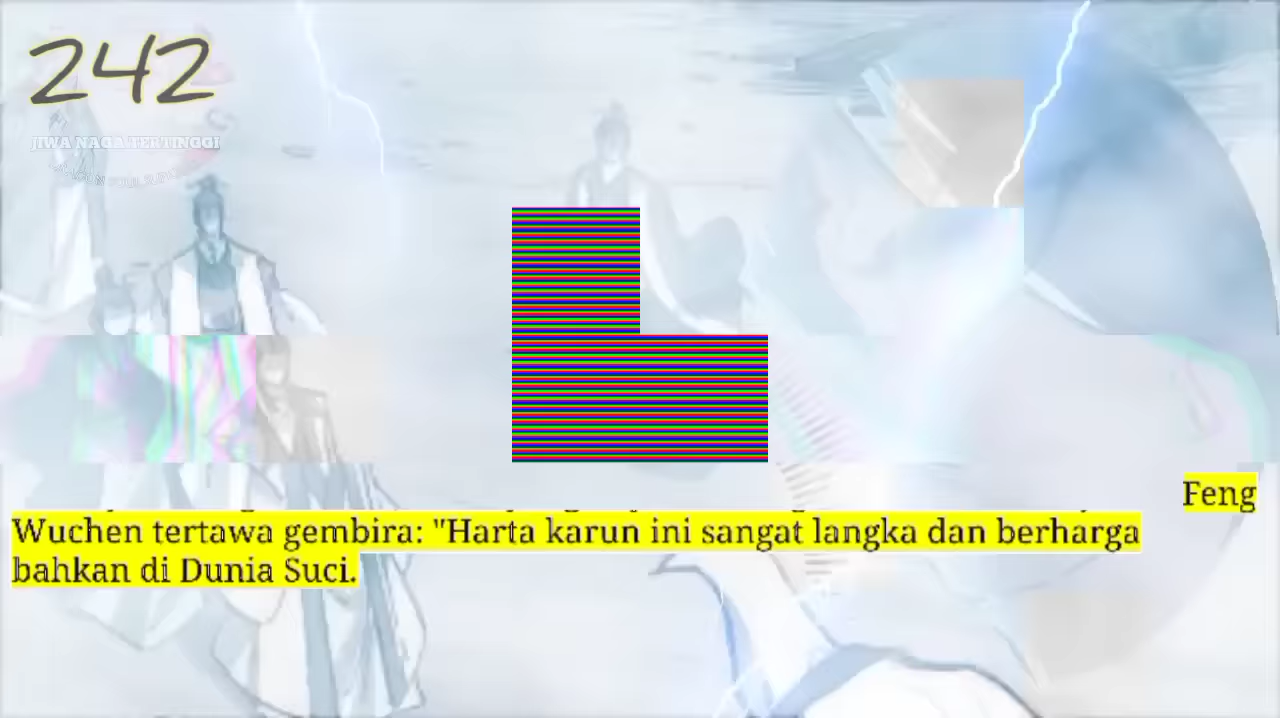 242
JIWA NAGA TERTINGGI
Feng
Wuchen tertawa gembira: "Harta karun ini sangat langka dan berharga
bahkan di Dunia Suci.